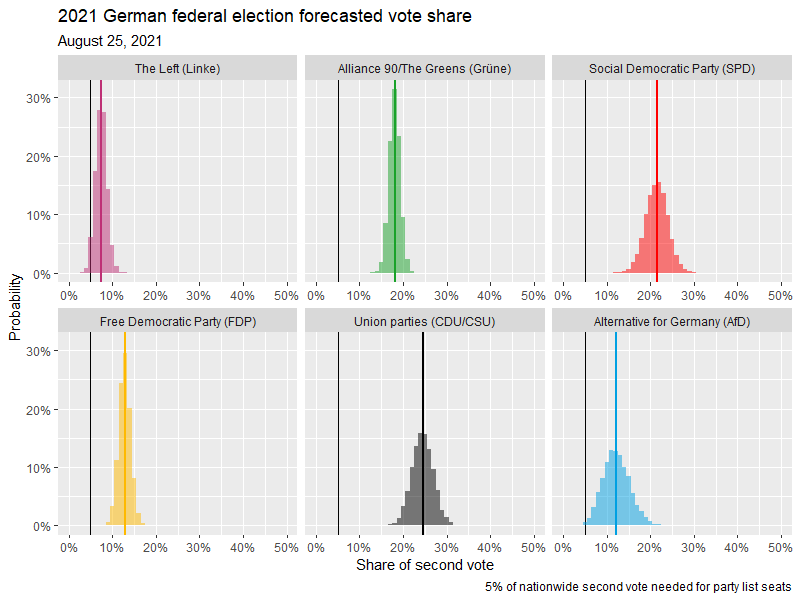 2021 German federal election forecasted vote share
August 25, 2021
The Left (Linke) Alliance 90/The Greens (Grüne) Social Democratic Party (SPD)
30%
20%
10%
0%
0% 10% 20% 30% 40% 50% 0% 10% 20% 30% 40% 50% 0% 10% 20% 30% 40% 50%
Probability
Free Democratic Party (FDP) Union parties (CDU/CSU) Alternative for Germany (AfD)
30%
20%
10%
0%
0% 10% 20% 30% 40% 50% 0% 10% 20% 30% 40% 50% 0% 10% 20% 30% 40% 50%
Share of second vote
5% of nationwide second vote needed for party list seats